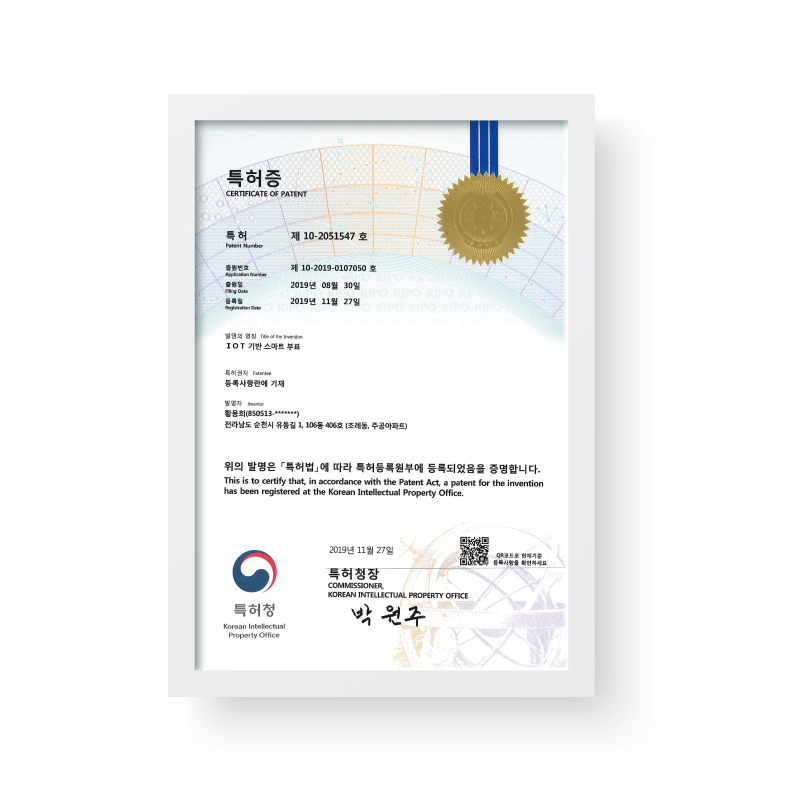 특허증
CERTIFICATE OF PATENT
특 허 제 10-2051547 호
Patent Number
출원번호 제 10-2019-0107050 호
Application Number
출원일 2019년 08월 30일
Filing Date
등록일 2019년 11월 27일
Registration Date
KIPO KIPO KIPO KIPO
KIPO KIPO KIPO KIPO
발명의 명칭 Title of the Invention
IOT 기반 스마트 부표
특허권자 Patentee
등록사항란에 기재
발명자 Inventor
황용희(850513-*******)
전라남도 순천시 유통길 1, 106동 406호 (조례동, 주공아파트)
위의 발명은 「특허법」에 따라 특허등록원부에 등록되었음을 증명합니다.
This is to certify that, in accordance with the Patent Act, a patent for the invention
has been registered at the Korean Intellectual Property Office.
2019년 11월 27일
QR코드로 현재기준
등록사항을 확인하세요
특허청장
COMMISSIONER,
KOREAN INTELLECTUAL PROPERTY OFFICE
박 원 주
특허청
Korean Intellectual
Property Office